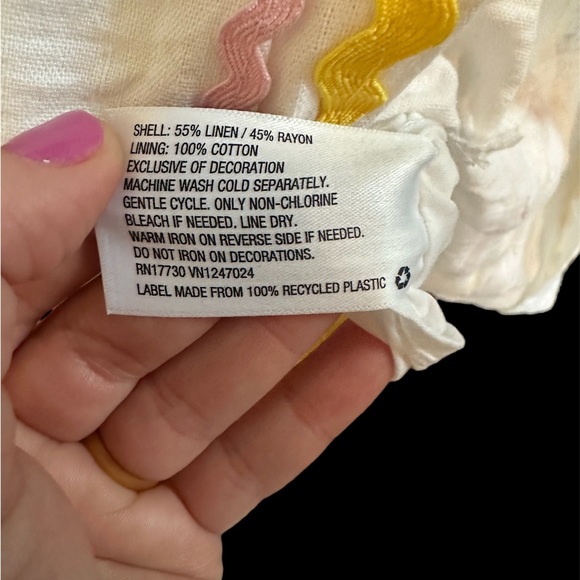 SHELL: 55% LINEN / 45% RAYON
LINING: 100% COTTON
EXCLUSIVE OF DECORATION
MACHINE WASH COLD SEPARATELY.
GENTLE CYCLE. ONLY NON-CHLORINE
BLEACH IF NEEDED. LINE DRY.
WARM IRON ON REVERSE SIDE IF NEEDED.
DO NOT IRON ON DECORATIONS.
RN17730 VN1247024
LABEL MADE FROM 100% RECYCLED PLASTIC